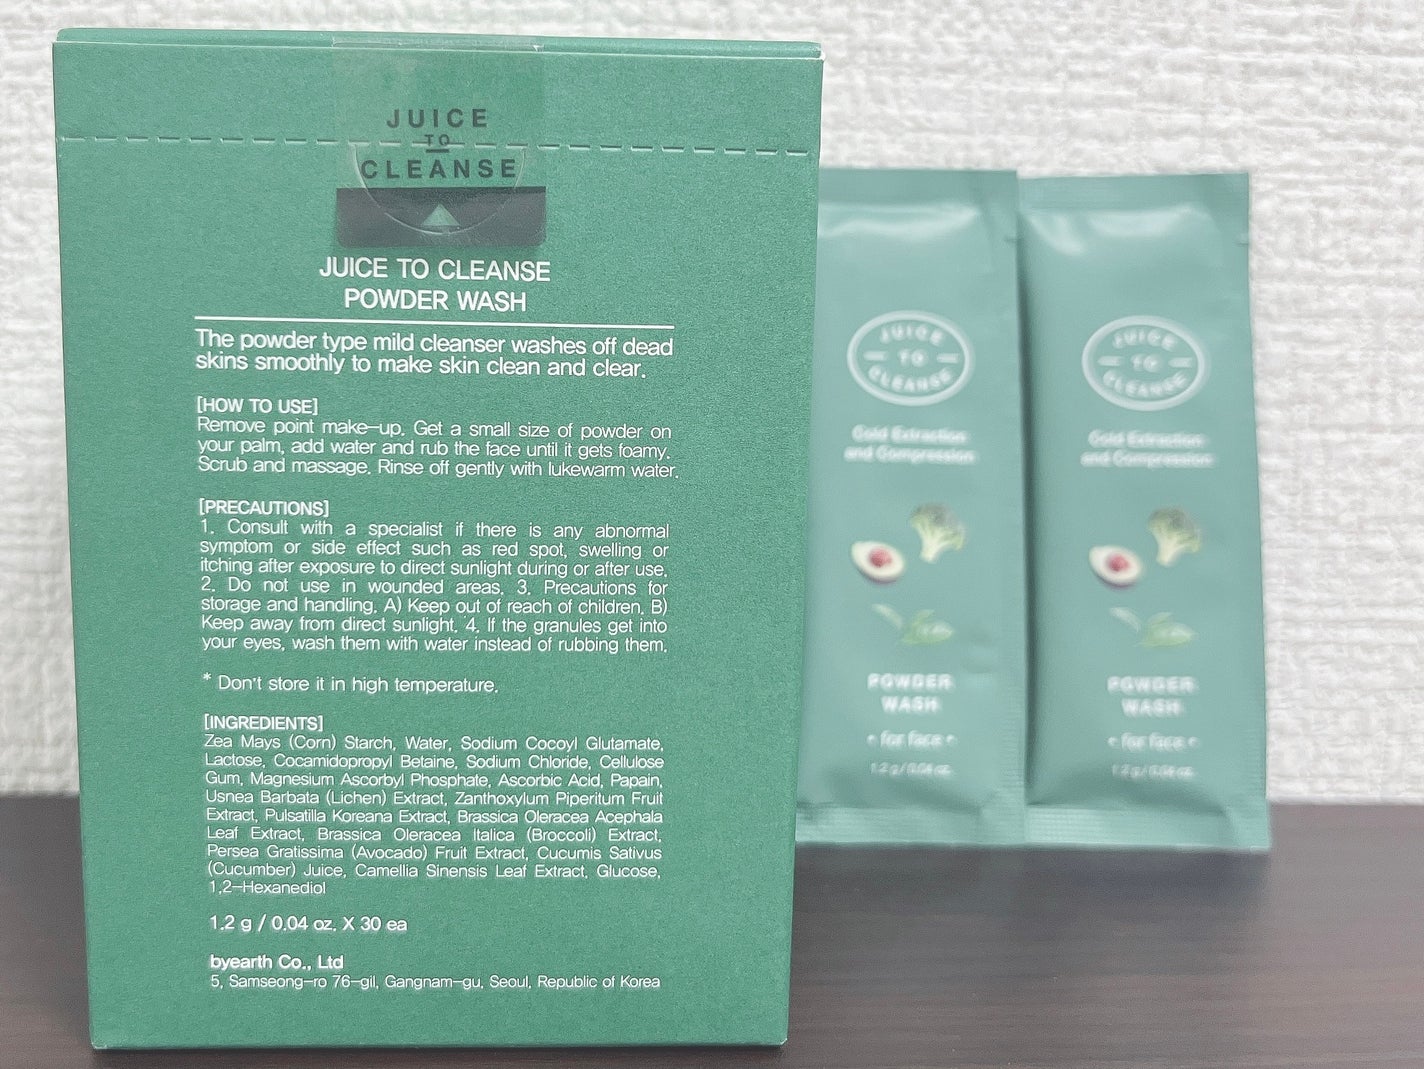 JUICE
TO
CLEANSE
JUICE TO CLEANSE
POWDER WASH
The powder type mild cleanser washes off dead
skins smoothly to make skin clean and clear.
[HOW TO USE]
Remove point make-up. Get a small size of powder on
your palm, add water and rub the face until it gets foamy.
Scrub and massage. Rinse off gently with lukewarm water.
[PRECAUTIONS]
1. Consult with a specialist if there is any abnormal
symptom or side effect such as red spot, swelling or
itching after exposure to direct sunlight during or after use.
2. Do not use in wounded areas. 3. Precautions for
storage and handling. A) Keep out of reach of children. B)
Keep away from direct sunlight. 4. If the granules get into
your eyes, wash them with water instead of rubbing them.
* Don't store it in high temperature.
[INGREDIENTS]
Zea Mays (Corn) Starch, Water, Sodium Cocoyl Glutamate,
Lactose, Cocamidopropyl Betaine, Sodium Chloride, Cellulose
Gum, Magnesium Ascorbyl Phosphate, Ascorbic Acid, Papain,
Usnea Barbata (Lichen) Extract, Zanthoxylum Piperitum Fruit
Extract, Pulsatilla Koreana Extract, Brassica Oleracea Acephala
Leaf Extract, Brassica Oleracea Italica (Broccoli) Extract,
Persea Gratissima (Avocado) Fruit Extract, Cucumis Sativus
(Cucumber) Juice, Camellia Sinensis Leaf Extract, Glucose,
1,2-Hexanediol
1.2 g / 0.04 oz. X 30 ea
byearth Co., Ltd
5, Samseong-ro 76-gil, Gangnam-gu, Seoul, Republic of Korea
JUICE
TO
CLEANSE
Cold Extraction
and Compression
POWDER
WASH
• for face •
1.2 g / 0.04 oz.
JUICE
TO
CLEANSE
Cold Extraction
and Compression
POWDER
WASH
• for face •
1.2 g / 0.04 oz.